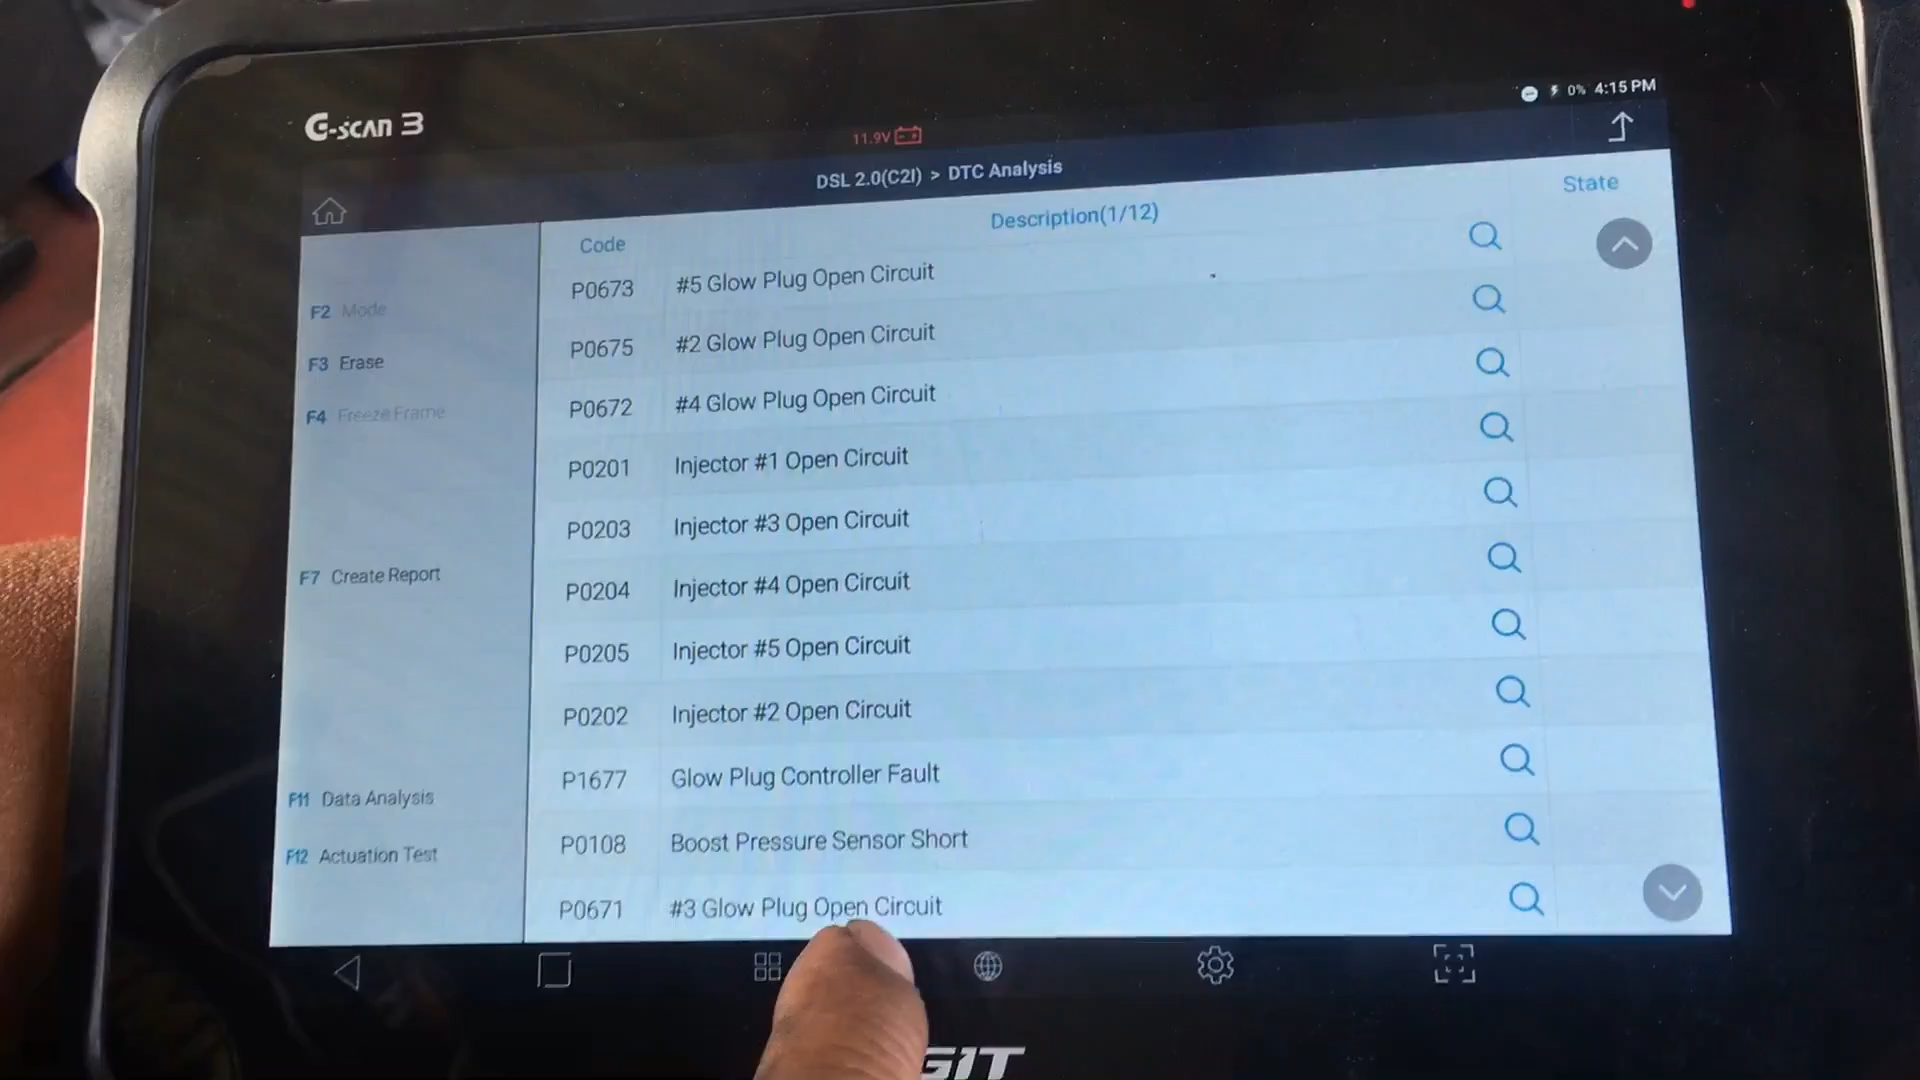 G-scan 3
0% 4:15 PM
11.9V
DSL 2.0(C2I) > DTC Analysis
F2 Mode
F3 Erase
F4 Freeze Frame
F7 Create Report
F11 Data Analysis
F12 Actuation Test
Code Description(1/12) State
P0673 #5 Glow Plug Open Circuit
P0675 #2 Glow Plug Open Circuit
P0672 #4 Glow Plug Open Circuit
P0201 Injector #1 Open Circuit
P0203 Injector #3 Open Circuit
P0204 Injector #4 Open Circuit
P0205 Injector #5 Open Circuit
P0202 Injector #2 Open Circuit
P1677 Glow Plug Controller Fault
P0108 Boost Pressure Sensor Short
P0671 #3 Glow Plug Open Circuit
GIT